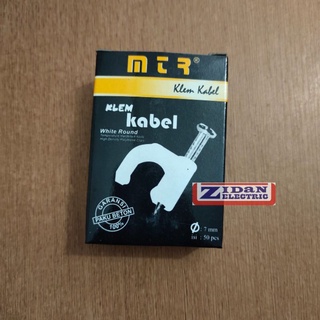 MTR
Klem Kabel
KLEM
kabel
White Round
GARANSI
PAKU BETON
100%
ZIDAN
ELECTRIC
7 mm
isi : 50 pcs